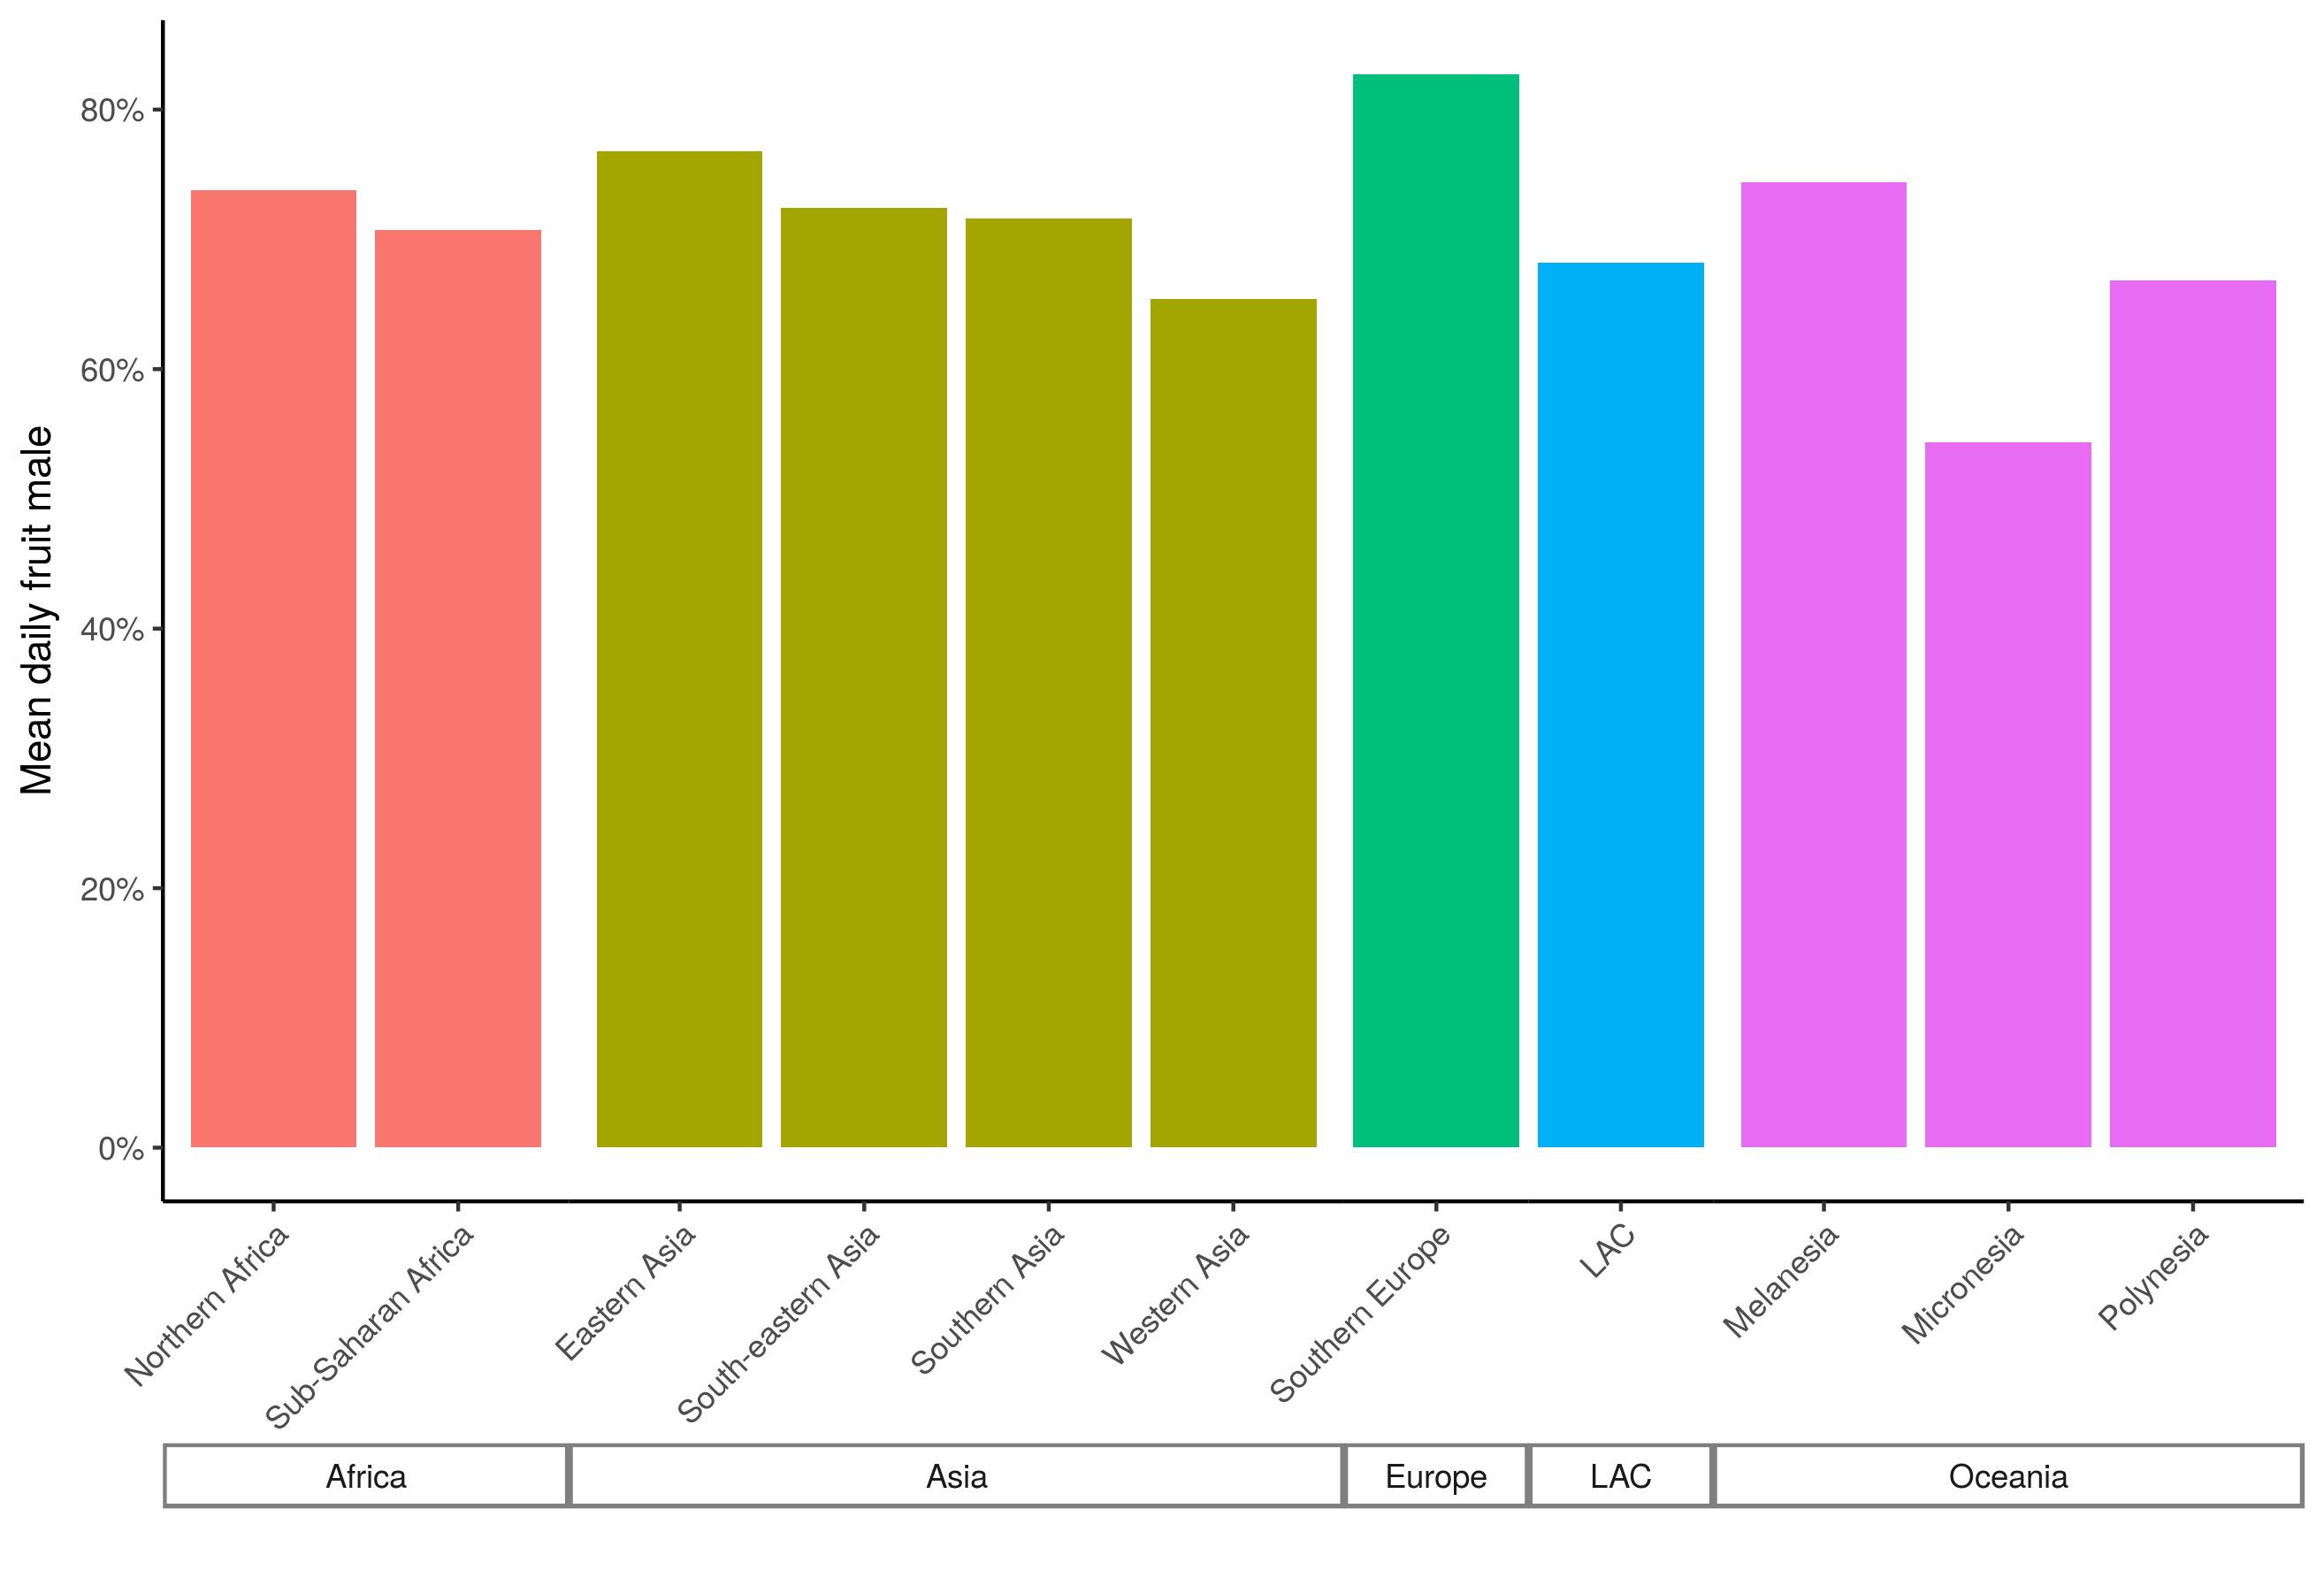 Mean daily fruit male
80%
60%
40%
20%
0%
Northern Africa
Sub-Saharan Africa
Eastern Asia
South-eastern Asia
Southern Asia
Western Asia
Southern Europe
LAC
Melanesia
Micronesia
Polynesia
Africa
Asia
Europe
LAC
Oceania